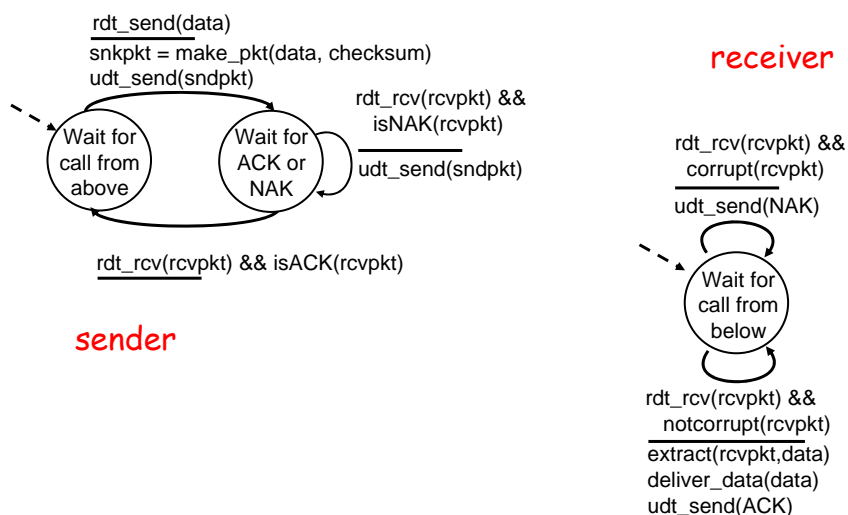 rdt_send(data)
snkpkt = make_pkt(data, checksum)
udt_send(sndpkt)
receiver
rdt_rcv(rcvpkt) &&
isNAK(rcvpkt)
udt_send(sndpkt)
Wait for
call from
above
Wait for
ACK or
NAK
rdt_rcv(rcvpkt) && isACK(rcvpkt)
sender
rdt_rcv(rcvpkt) &&
corrupt(rcvpkt)
udt_send(NAK)
Wait for
call from
below
rdt_rcv(rcvpkt) &&
notcorrupt(rcvpkt)
extract(rcvpkt,data)
deliver_data(data)
udt_send(ACK)